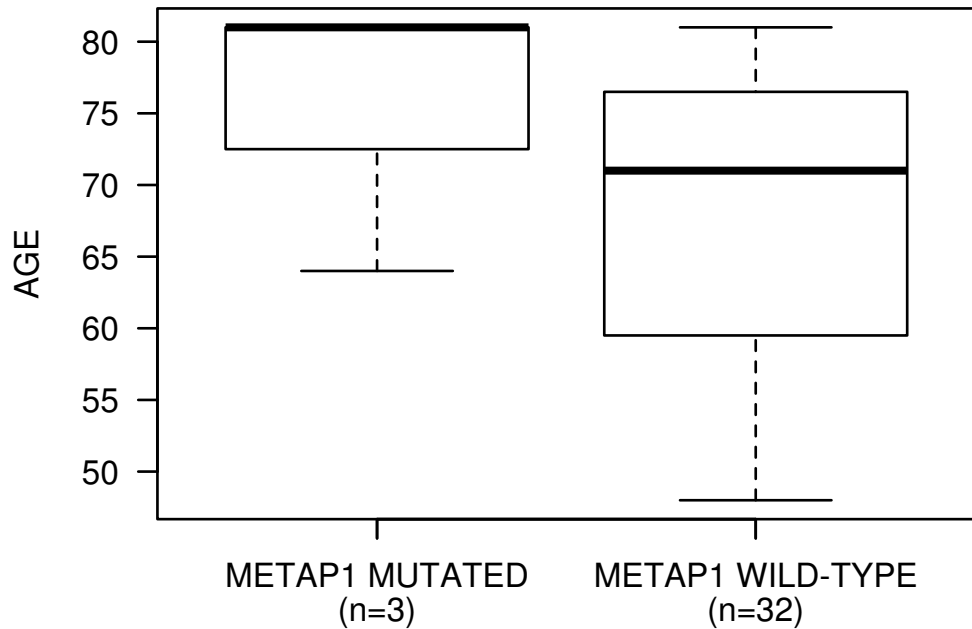 AGE
80
75
70
65
60
55
50
METAP1 MUTATED
(n=3)
METAP1 WILD-TYPE
(n=32)